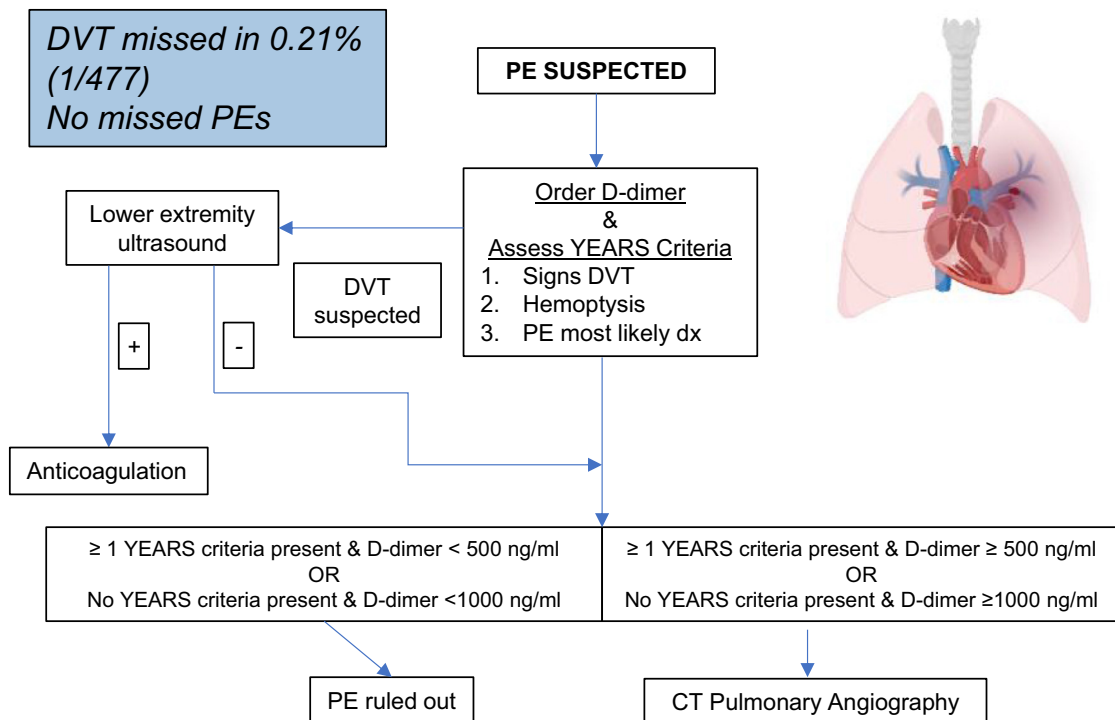 DVT missed in 0.21%
(1/477)
No missed PEs
PE SUSPECTED
Order D-dimer
&
Assess YEARS Criteria
1. Signs DVT
2. Hemoptysis
3. PE most likely dx
Lower extremity
ultrasound
DVT
suspected
+
-
Anticoagulation
≥ 1 YEARS criteria present & D-dimer < 500 ng/ml
OR
No YEARS criteria present & D-dimer <1000 ng/ml
≥ 1 YEARS criteria present & D-dimer ≥ 500 ng/ml
OR
No YEARS criteria present & D-dimer ≥1000 ng/ml
PE ruled out
CT Pulmonary Angiography